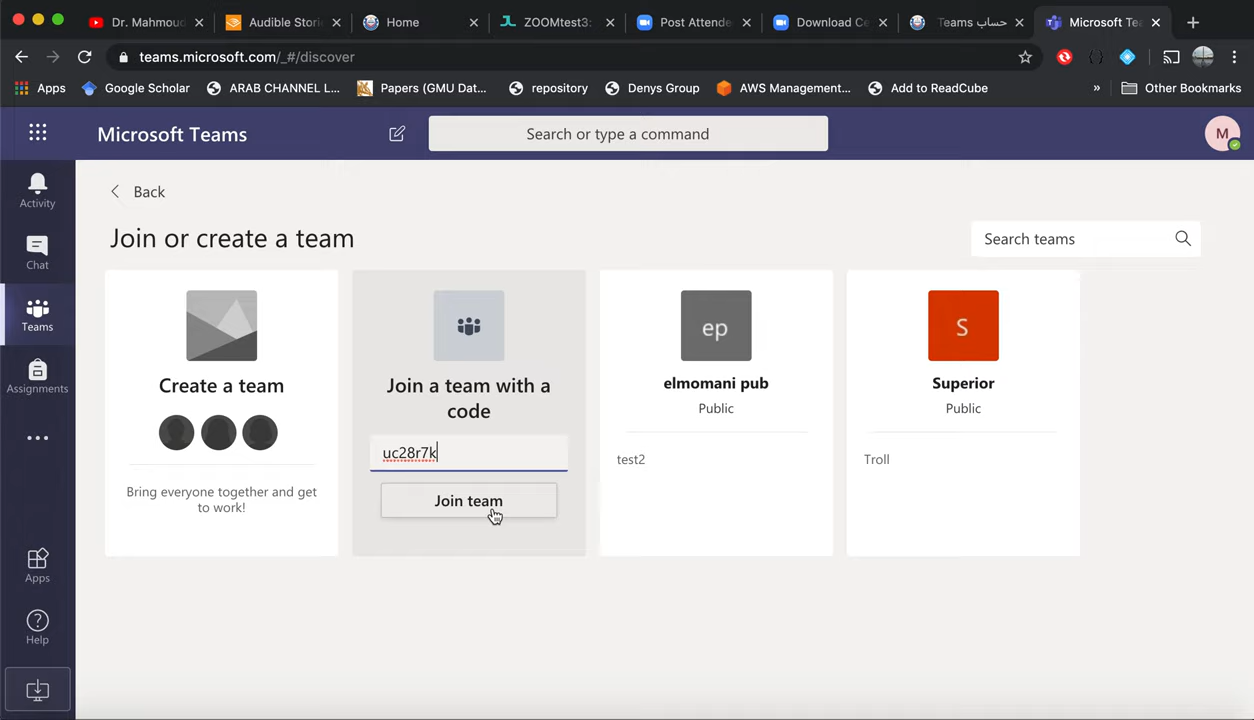 Dr. Mahmou
Audible Stori
Home
ZOOMtest3:
Post Attende
Download Ce
Teams حساب
Microsoft Tea
teams.microsoft.com/_#/discover
Apps
Google Scholar
ARAB CHANNEL L...
Papers (GMU Dat...
repository
Denys Group
AWS Management...
Add to ReadCube
»
Other Bookmarks
Microsoft Teams
Search or type a command
M
Activity
Chat
Teams
Assignments
Apps
Help
Back
Join or create a team
Search teams
Create a team
Bring everyone together and get
to work!
Join a team with a
code
uc28r7k
Join team
ep
elmomani pub
Public
test2
S
Superior
Public
Troll